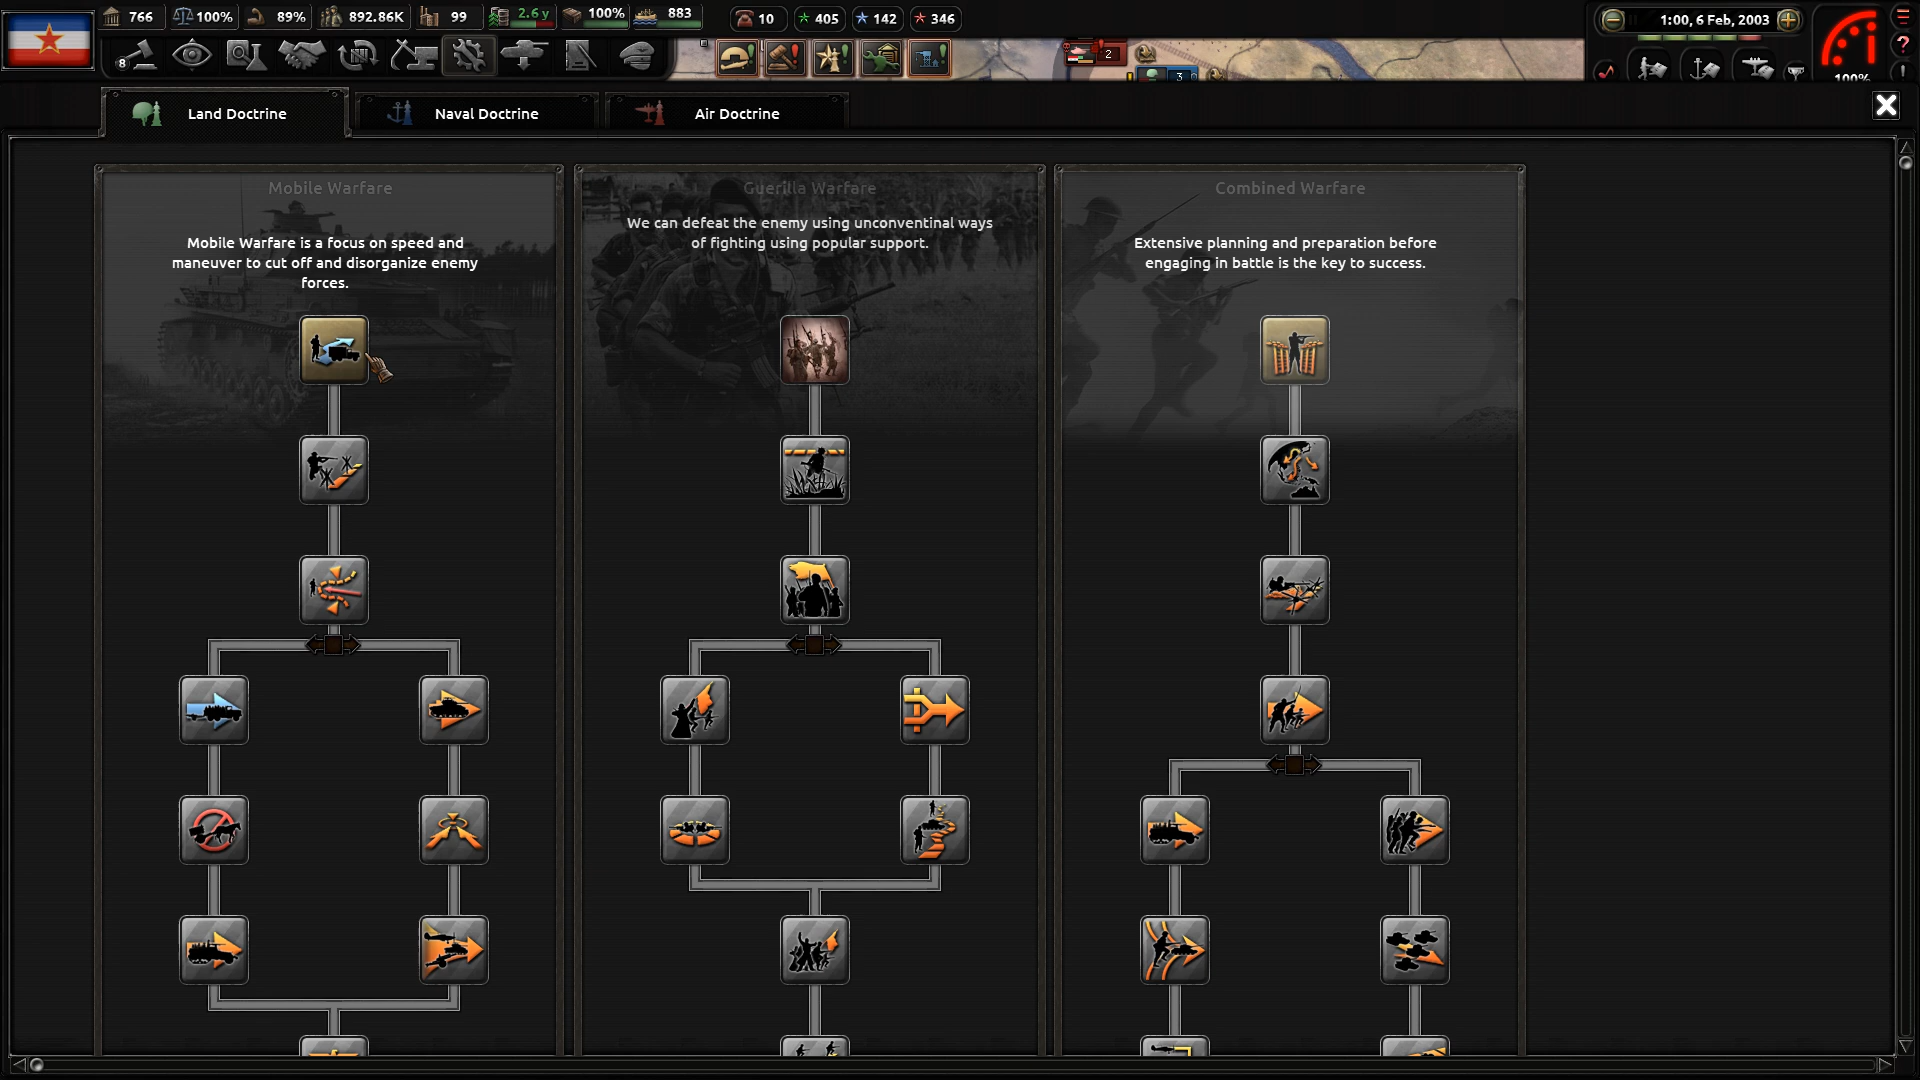 766 100% 89% 892.86K 99 2.6 y 100% 883 10 405 142 346
1:00, 6 Feb, 2003
8
2
3
100%
Land Doctrine
Naval Doctrine
Air Doctrine
Mobile Warfare
Mobile Warfare is a focus on speed and
maneuver to cut off and disorganize enemy
forces.
Guerilla Warfare
We can defeat the enemy using unconventinal ways
of fighting using popular support.
Combined Warfare
Extensive planning and preparation before
engaging in battle is the key to success.